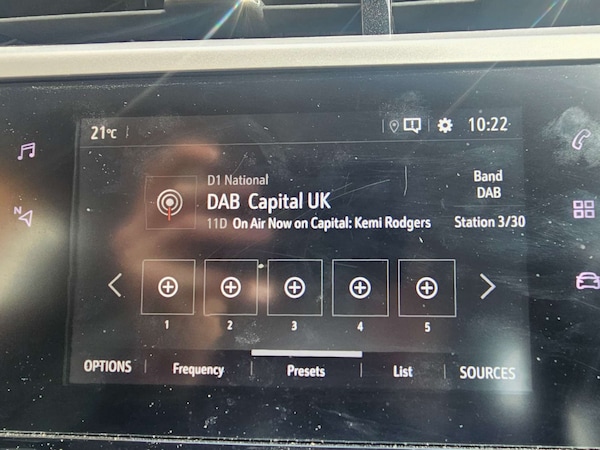 21°C
10:22
D1 National
DAB Capital UK
11D On Air Now on Capital: Kemi Rodgers
Band
DAB
Station 3/30
1 2 3 4 5
OPTIONS Frequency Presets List SOURCES
N